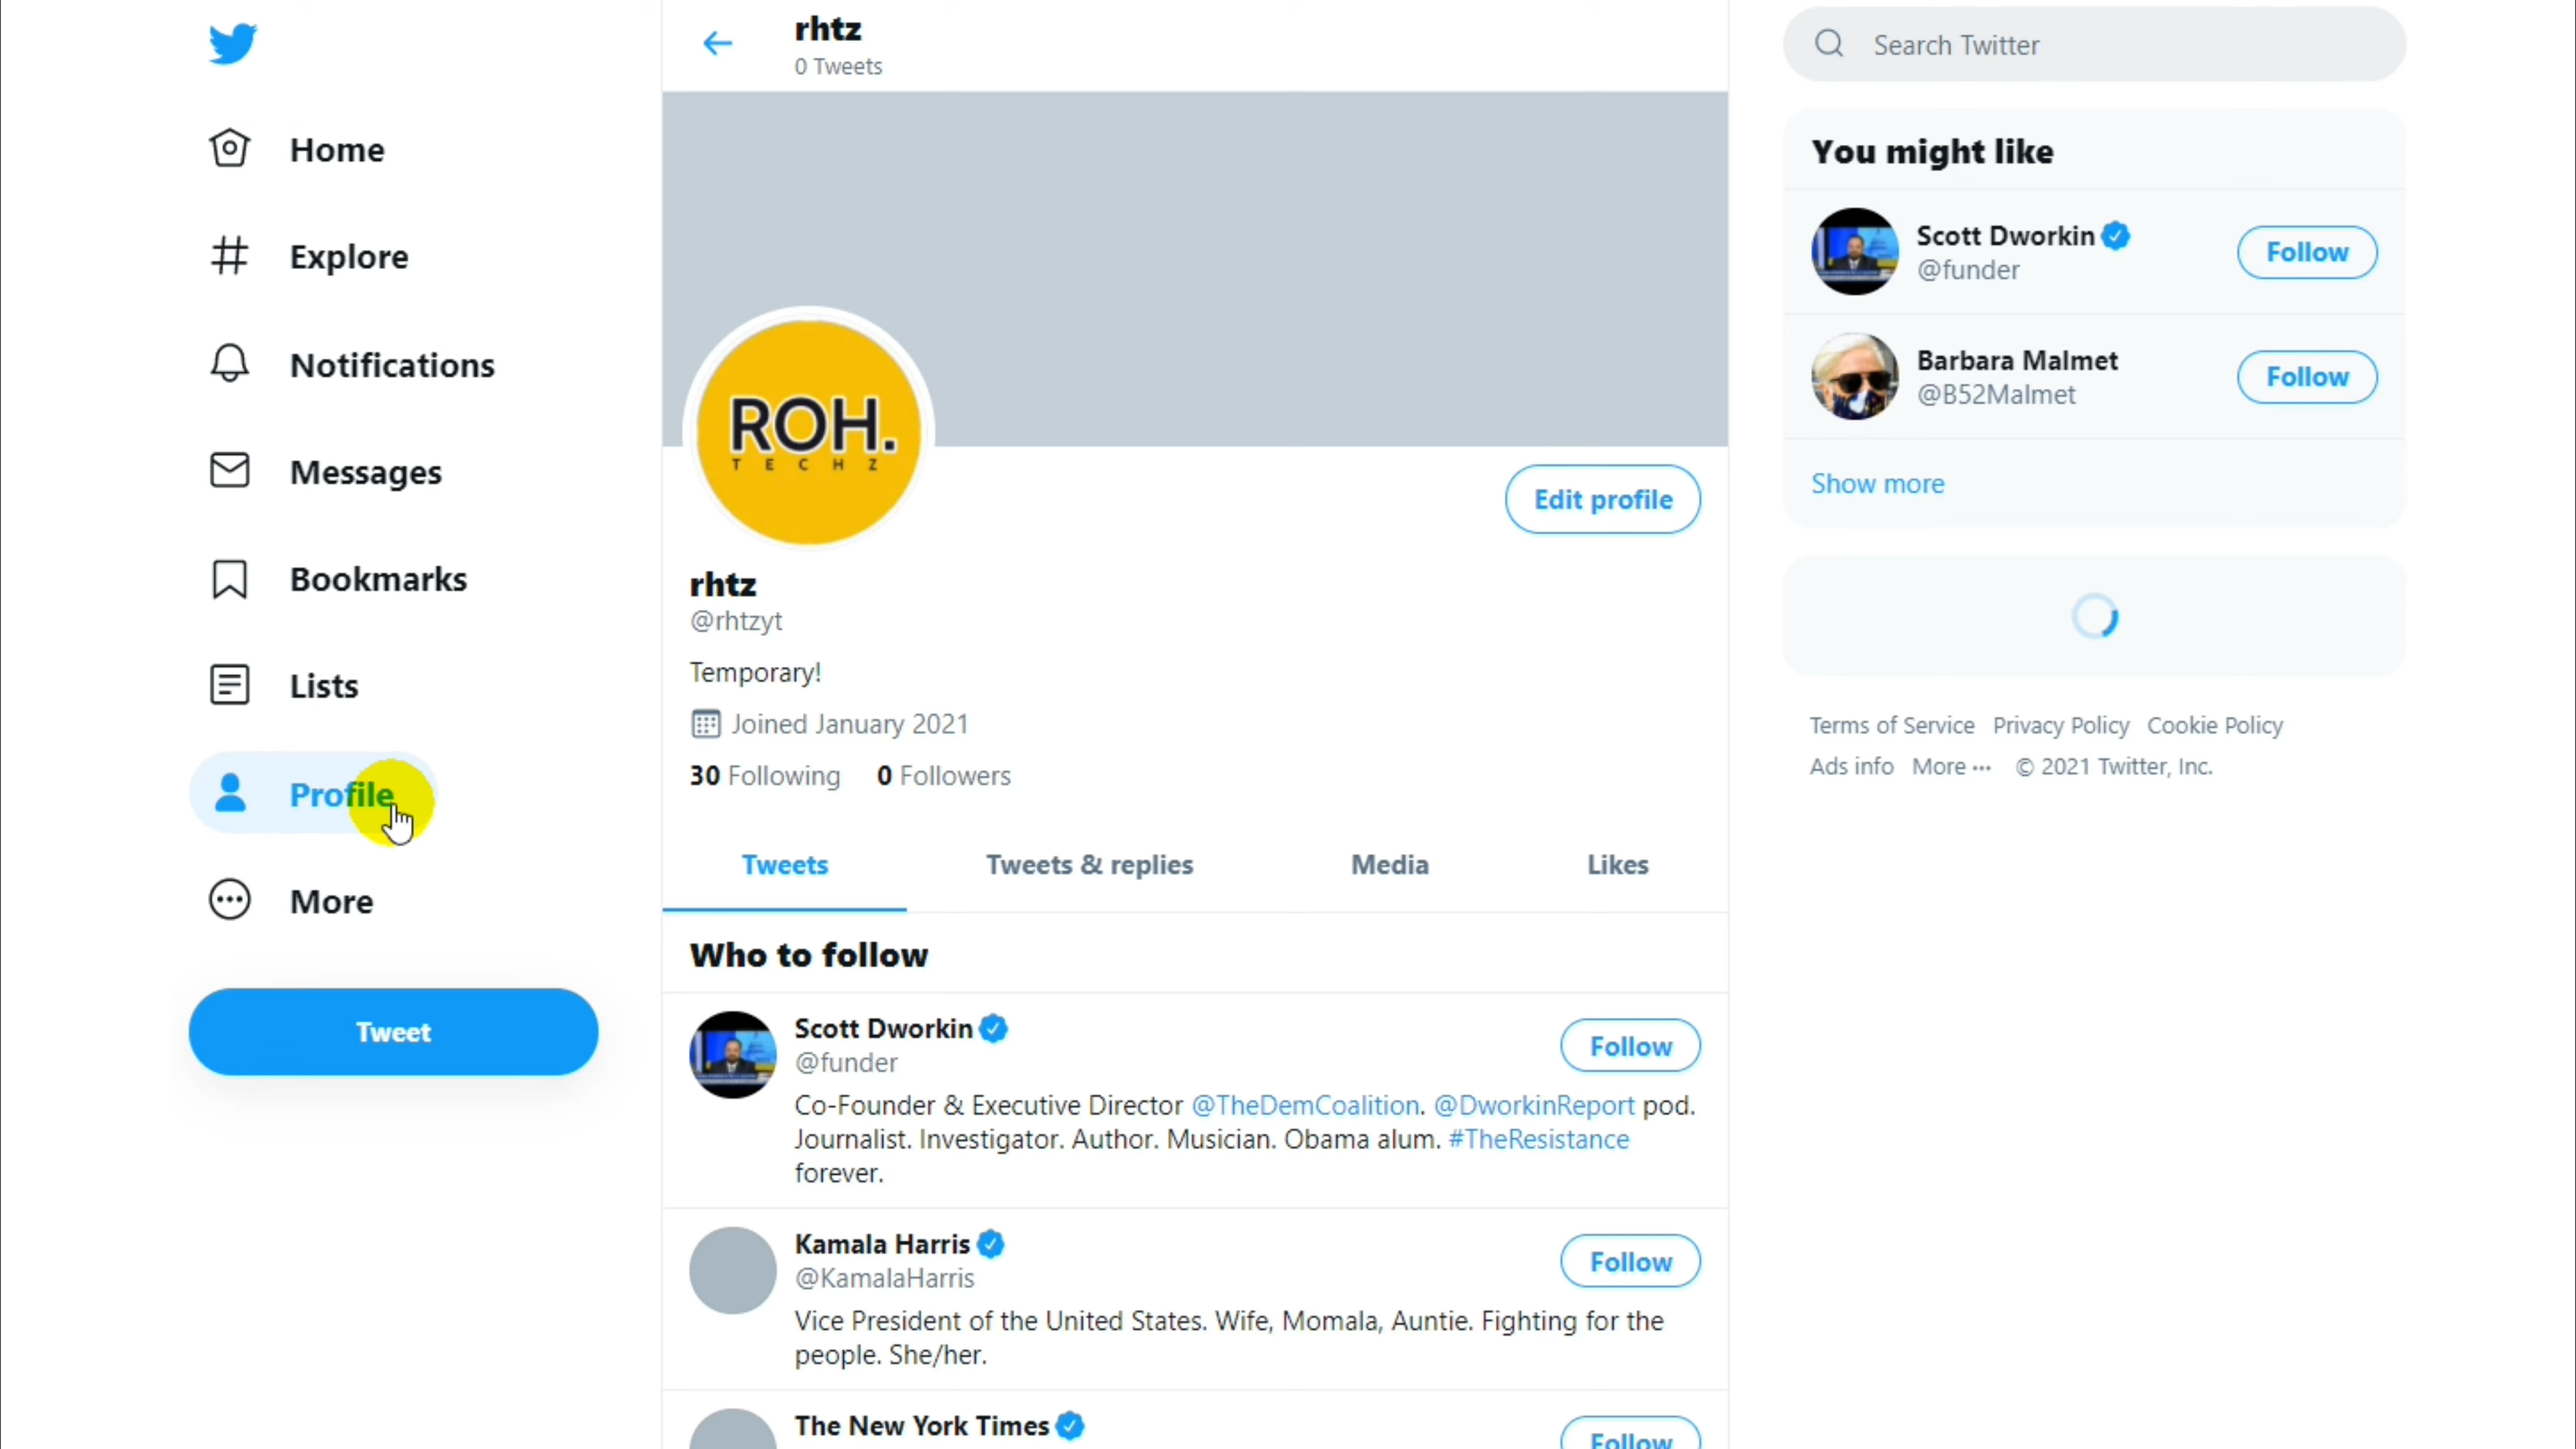 Home
Explore
Notifications
Messages
Bookmarks
Lists
Profile
More
Tweet
rhtz
0 Tweets
ROH.
TECHZ
Edit profile
rhtz
@rhtzyt
Temporary!
Joined January 2021
30 Following 0 Followers
Tweets Tweets & replies Media Likes
Who to follow
Scott Dworkin
@funder
Follow
Co-Founder & Executive Director @TheDemCoalition. @DworkinReport pod.
Journalist. Investigator. Author. Musician. Obama alum. #TheResistance
forever.
Kamala Harris
@KamalaHarris
Follow
Vice President of the United States. Wife, Momala, Auntie. Fighting for the
people. She/her.
The New York Times
Follow
Search Twitter
You might like
Scott Dworkin
@funder
Follow
Barbara Malmet
@B52Malmet
Follow
Show more
Terms of Service Privacy Policy Cookie Policy
Ads info More ··· © 2021 Twitter, Inc.